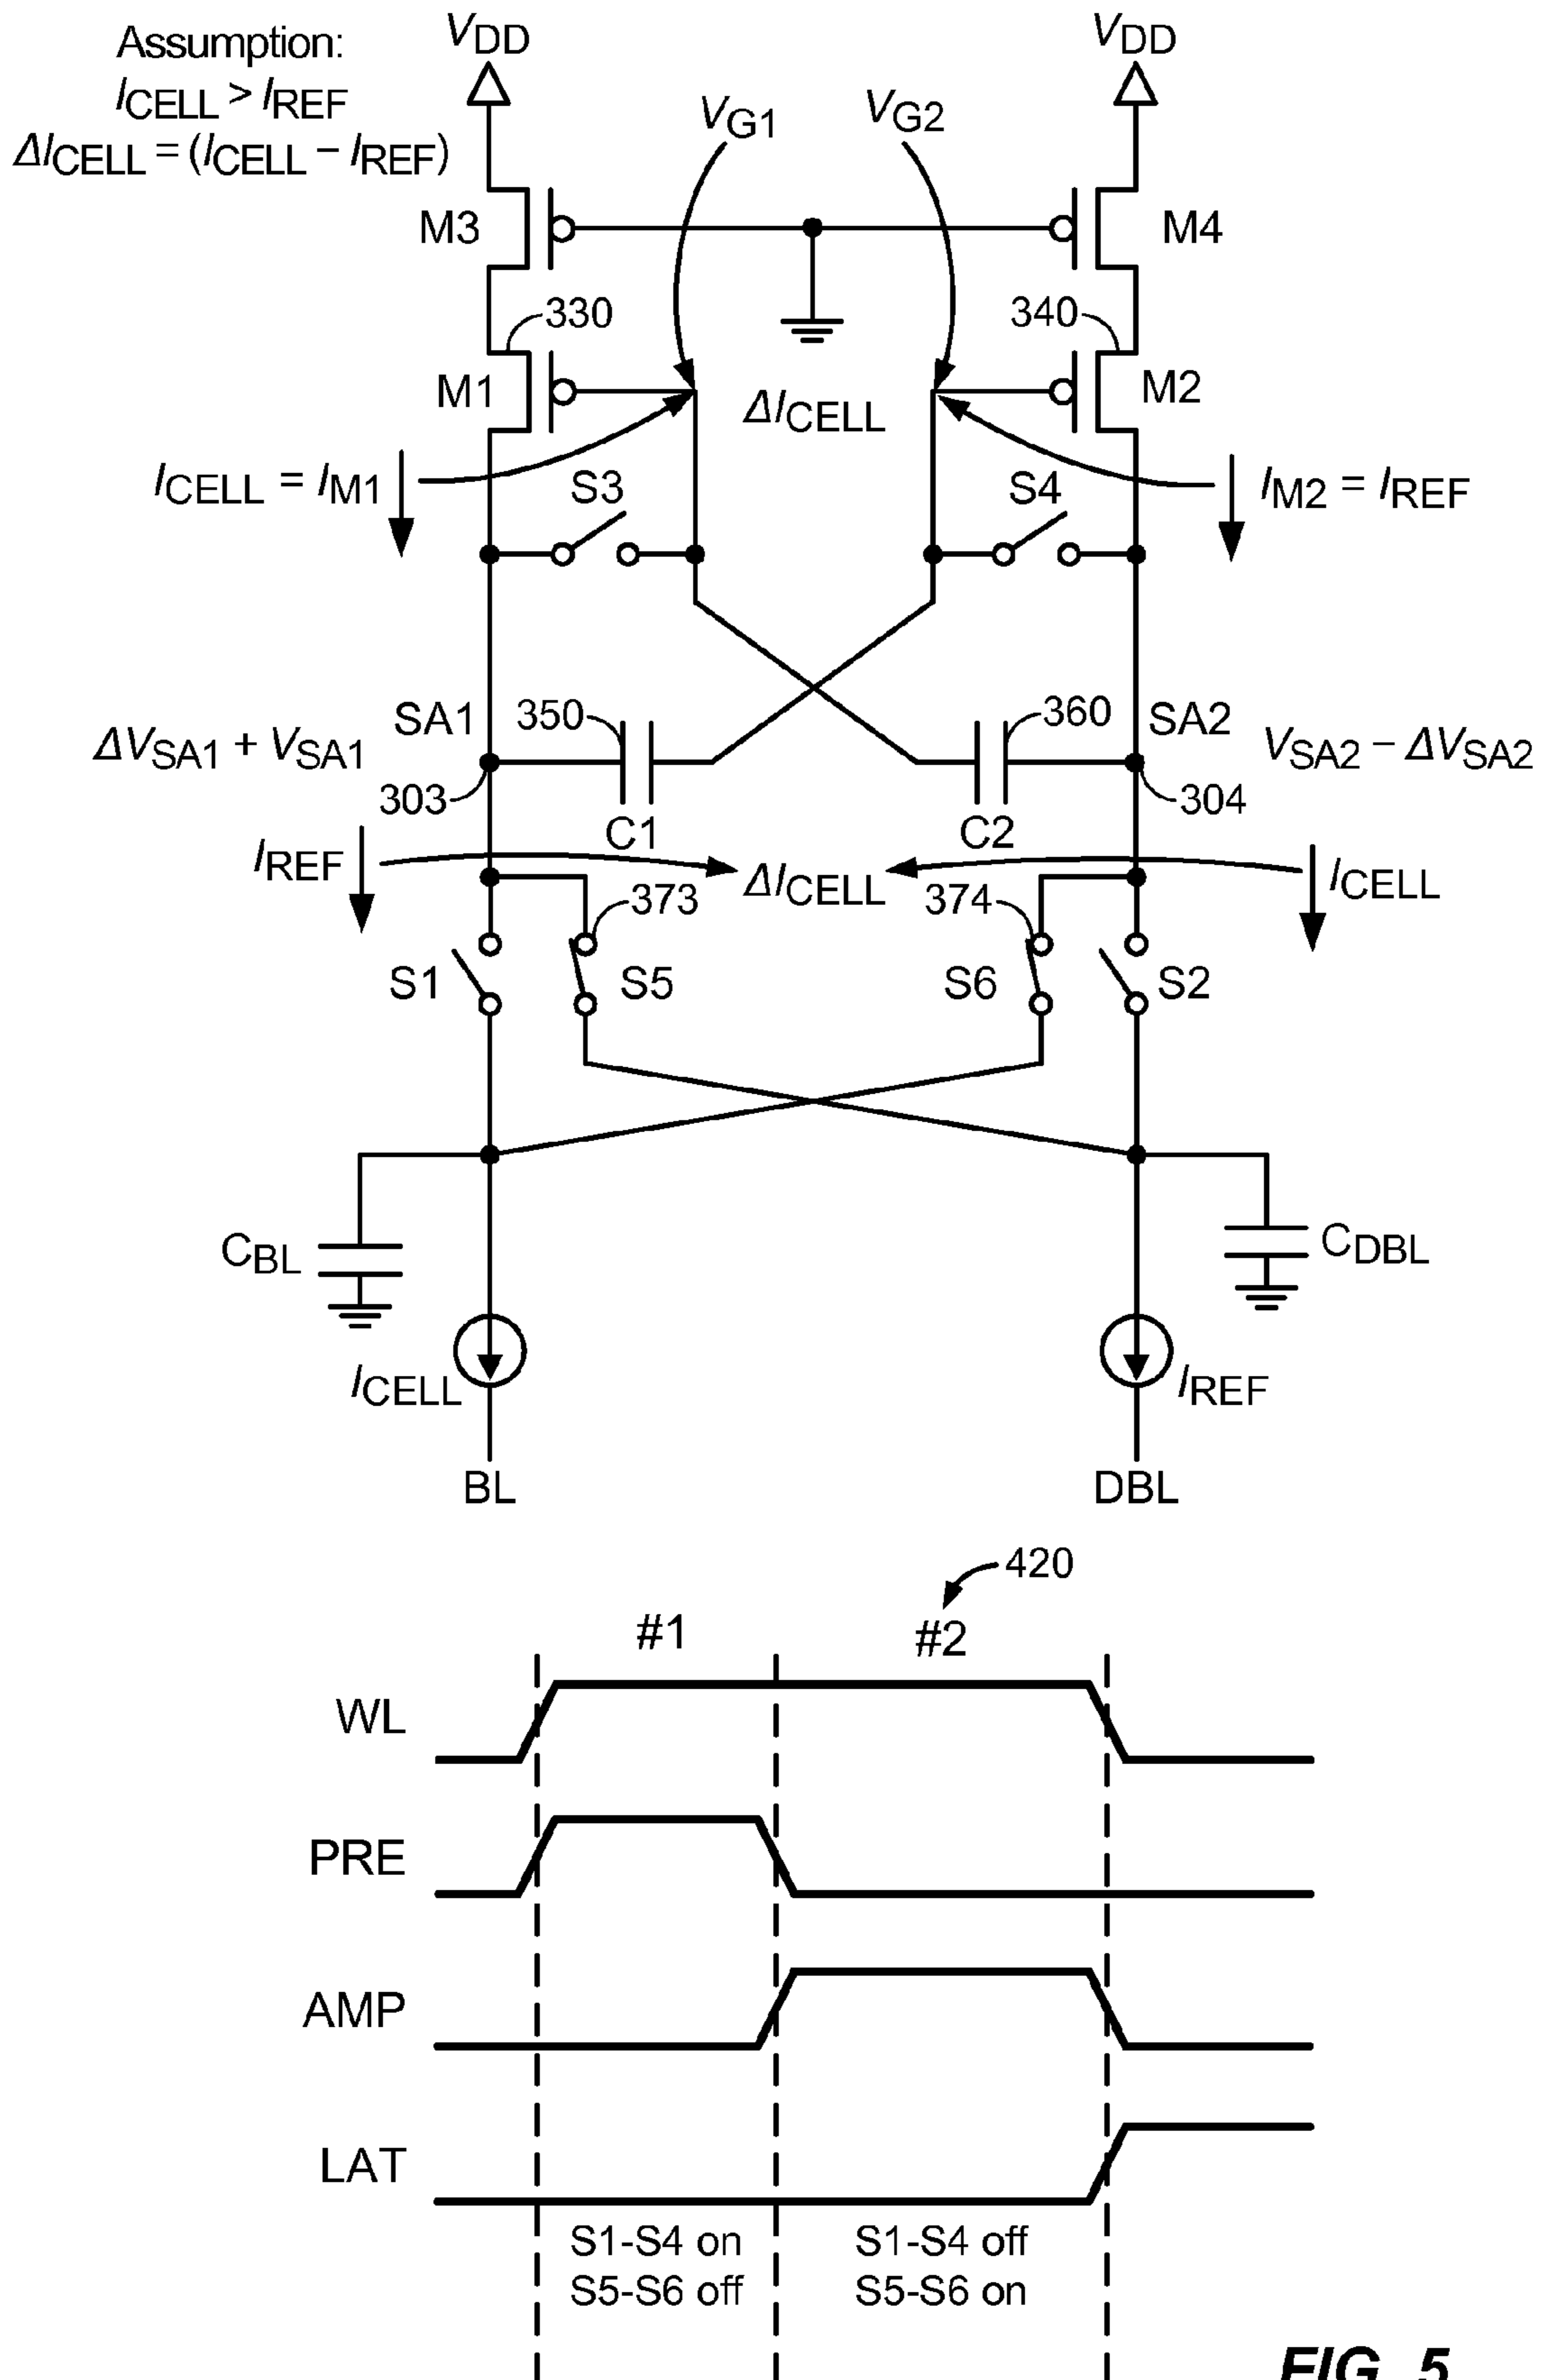 Assumption:
ICELL > IREF
ΔICELL = (ICELL − IREF)
VDD
VDD
VG1
VG2
M3
M4
330
340
M1
M2
ΔICELL
ICELL = IM1
S3
S4
IM2 = IREF
SA1
350
360
SA2
ΔVSA1 + VSA1
VSA2 − ΔVSA2
303
304
C1
C2
IREF
ΔICELL
ICELL
373
374
S1
S5
S6
S2
CBL
CDBL
ICELL
IREF
BL
DBL
420
#1
#2
WL
PRE
AMP
LAT
S1-S4 on
S5-S6 off
S1-S4 off
S5-S6 on
FIG. 5